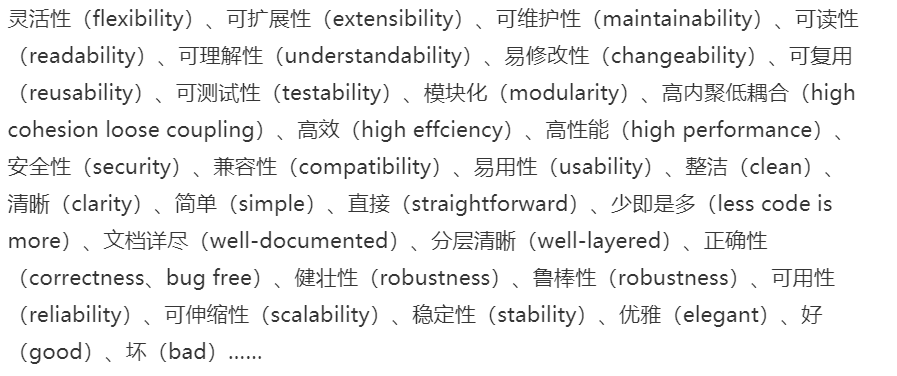 灵活性（flexibility）、可扩展性（extensibility）、可维护性（maintainability）、可读性
（readability）、可理解性（understandability）、易修改性（changeability）、可复用
（reusability）、可测试性（testability）、模块化（modularity）、高内聚低耦合（high
cohesion loose coupling）、高效（high effciency）、高性能（high performance）、
安全性（security）、兼容性（compatibility）、易用性（usability）、整洁（clean）、
清晰（clarity）、简单（simple）、直接（straightforward）、少即是多（less code is
more）、文档详尽（well-documented）、分层清晰（well-layered）、正确性
（correctness、bug free）、健壮性（robustness）、鲁棒性（robustness）、可用性
（reliability）、可伸缩性（scalability）、稳定性（stability）、优雅（elegant）、好
（good）、坏（bad）……